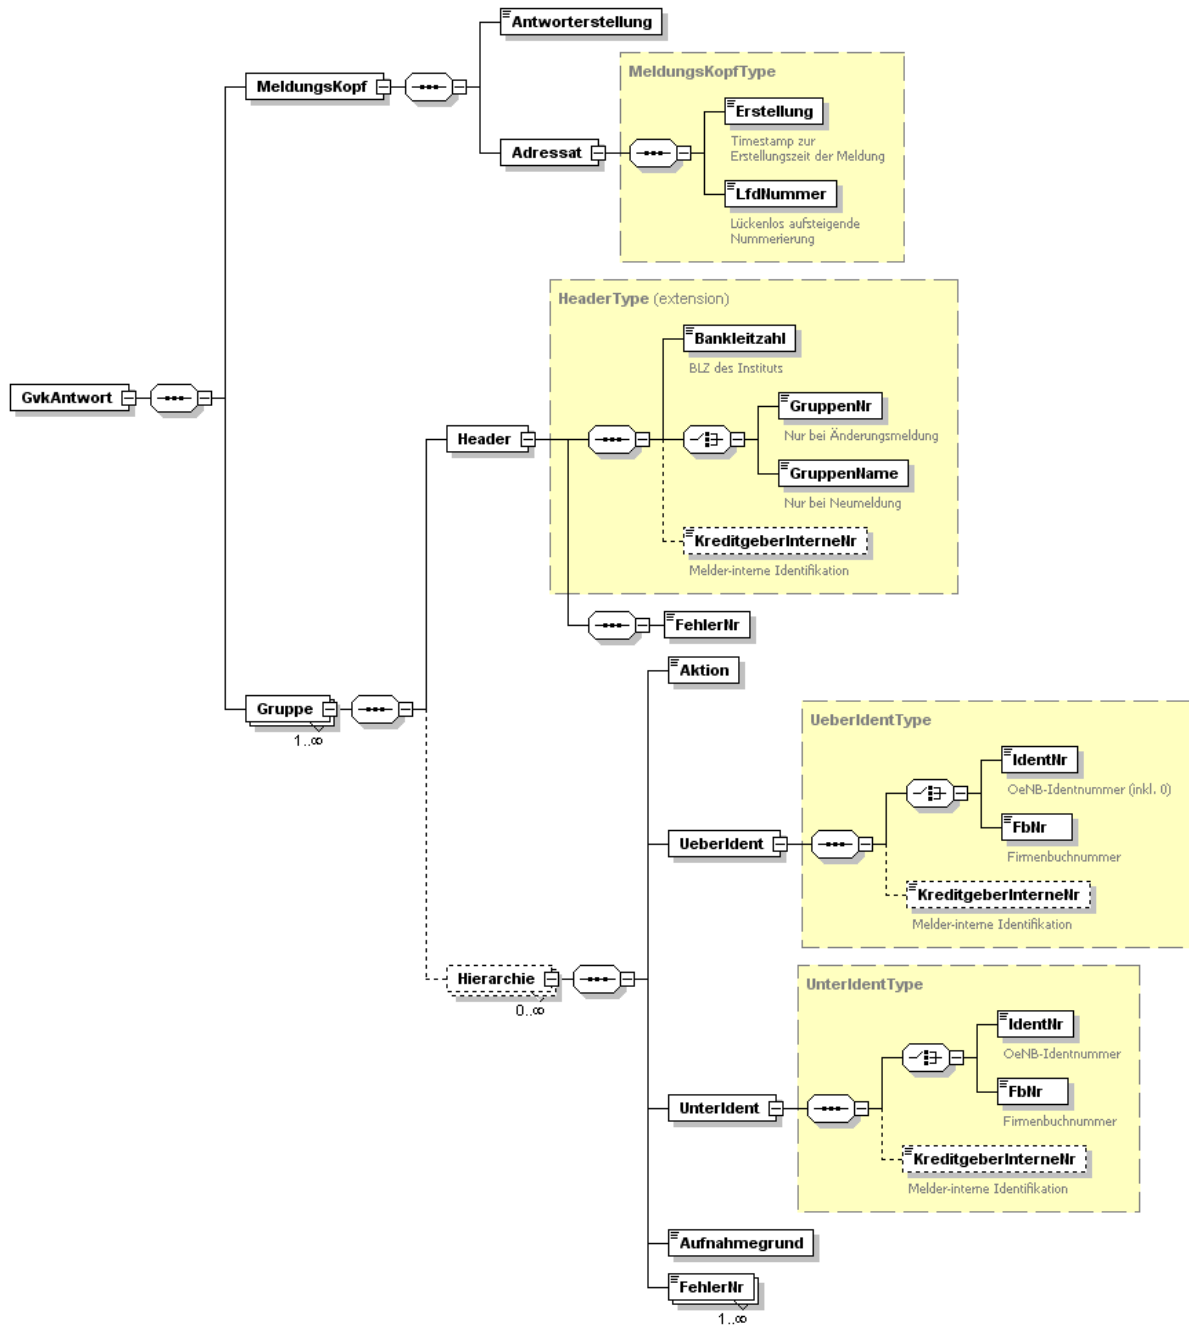 Antworterstellung
MeldungsKopfType
MeldungsKopf
Erstellung
Timestamp zur
Erstellungszeit der Meldung
Adressat
LfdNummer
Lückenlos aufsteigende
Nummerierung
HeaderType (extension)
Bankleitzahl
BLZ des Instituts
GvkAntwort
GruppenNr
Nur bei Änderungsmeldung
Header
GruppenName
Nur bei Neumeldung
KreditgeberInterneNr
Melder-interne Identifikation
FehlerNr
Aktion
Gruppe
1..∞
UeberIdentType
IdentNr
OeNB-Identnummer (inkl. 0)
FbNr
Firmenbuchnummer
UeberIdent
KreditgeberInterneNr
Melder-interne Identifikation
Hierarchie
0..∞
UnterIdentType
IdentNr
OeNB-Identnummer
FbNr
Firmenbuchnummer
UnterIdent
KreditgeberInterneNr
Melder-interne Identifikation
Aufnahmegrund
FehlerNr
1..∞